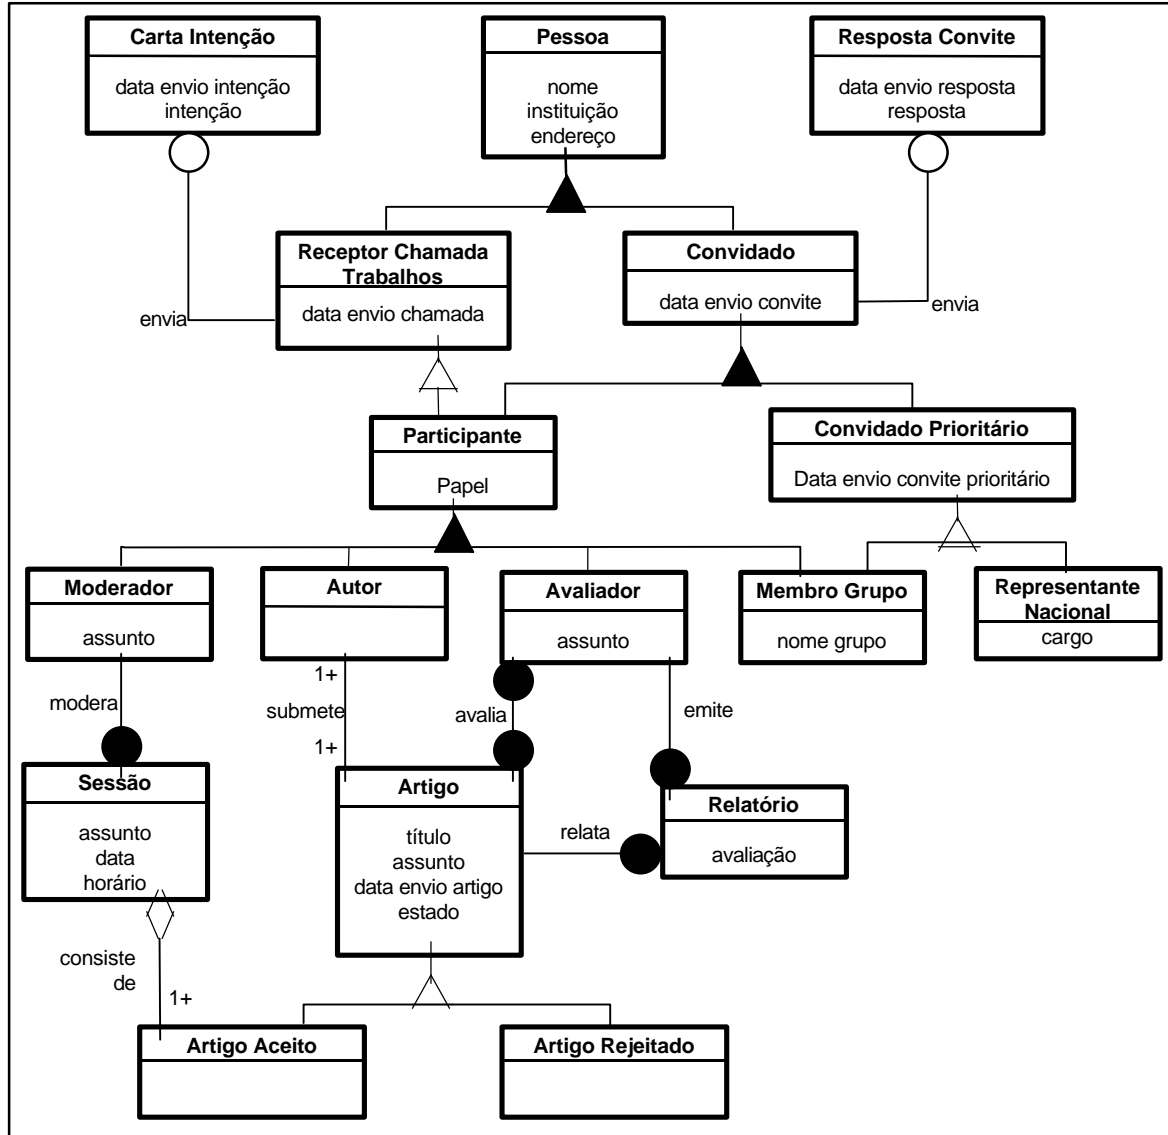 Carta Intenção
data envio intenção
intenção
Pessoa
nome
instituição
endereço
Resposta Convite
data envio resposta
resposta
Receptor Chamada
Trabalhos
data envio chamada
Convidado
data envio convite
envia
envia
Participante
Papel
Convidado Prioritário
Data envio convite prioritário
Moderador
assunto
Autor
Avaliador
assunto
Membro Grupo
nome grupo
Representante
Nacional
cargo
modera
1+
submete
1+
avalia
emite
Sessão
assunto
data
horário
Artigo
título
assunto
data envio artigo
estado
relata
Relatório
avaliação
consiste
de
1+
Artigo Aceito
Artigo Rejeitado